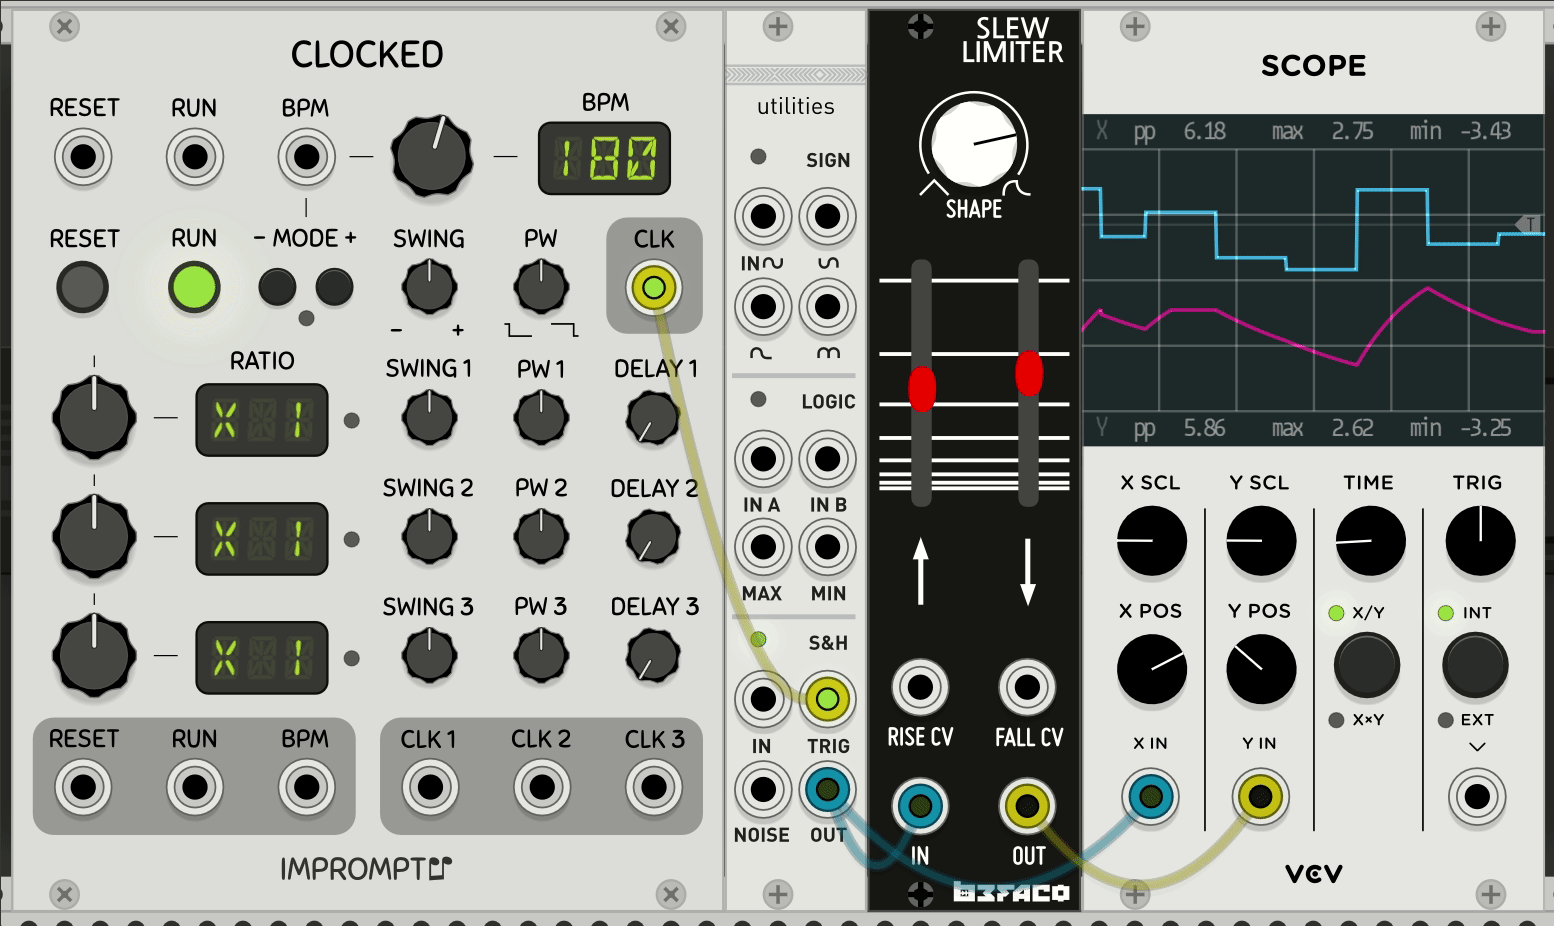 CLOCKED
RESET RUN BPM BPM
180
RESET RUN - MODE + SWING PW CLK
- +
RATIO SWING 1 PW 1 DELAY 1
X 1
SWING 2 PW 2 DELAY 2
X 1
SWING 3 PW 3 DELAY 3
X 1
RESET RUN BPM CLK 1 CLK 2 CLK 3
IMPROMPTU
utilities
SIGN
IN
LOGIC
IN A IN B
MAX MIN
S&H
IN TRIG
NOISE OUT
SLEW
LIMITER
SHAPE
RISE CV FALL CV
IN OUT
BEFACO
SCOPE
X pp 6.18 max 2.75 min -3.43
T
Y pp 5.86 max 2.62 min -3.25
X SCL Y SCL TIME TRIG
X POS Y POS X/Y INT
X×Y EXT
X IN Y IN
VCV